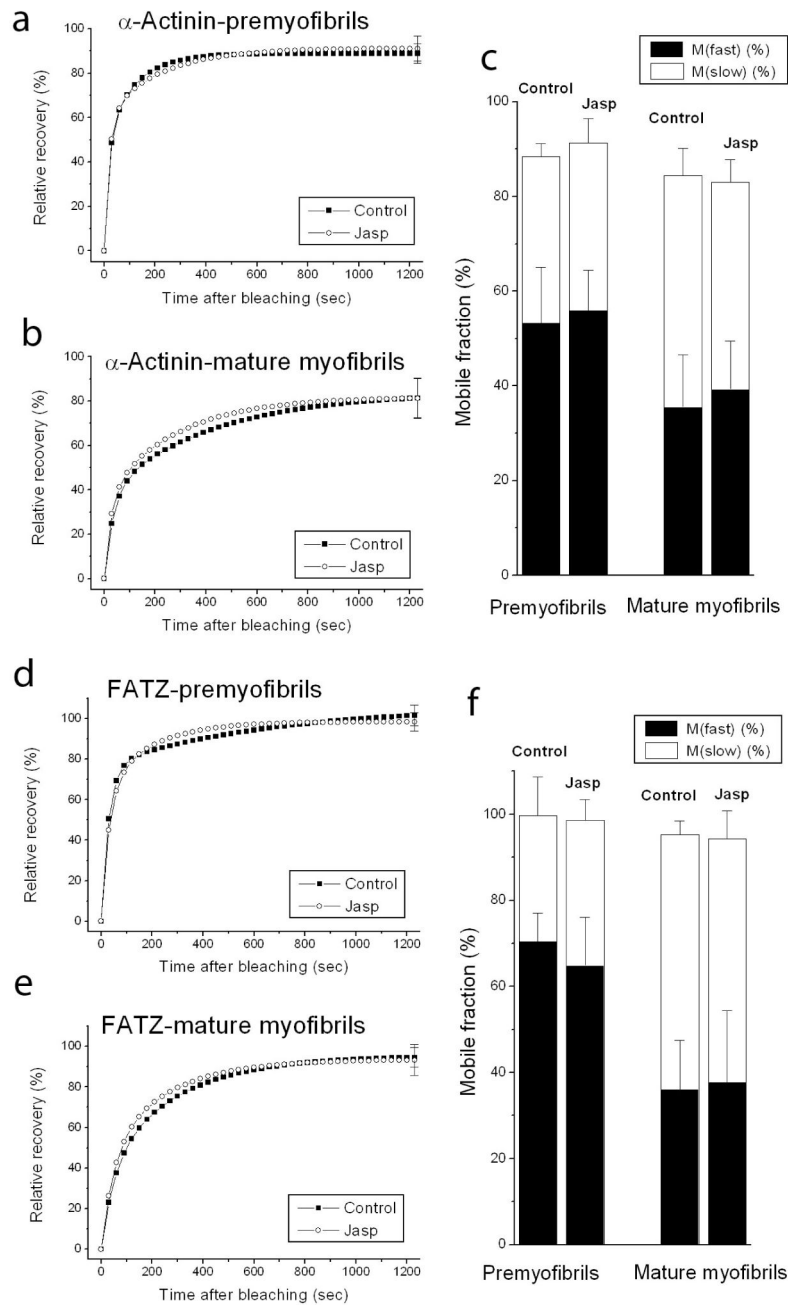 a
α-Actinin-premyofibrils
100
80
60
40
20
0
Relative recovery (%)
Control
Jasp
0 200 400 600 800 1000 1200
Time after bleaching (sec)
b
α-Actinin-mature myofibrils
100
80
60
40
20
0
Relative recovery (%)
Control
Jasp
0 200 400 600 800 1000 1200
Time after bleaching (sec)
c
M(fast) (%)
M(slow) (%)
Control
Jasp
Control
Jasp
100
80
60
40
20
0
Mobile fraction (%)
Premyofibrils Mature myofibrils
d
FATZ-premyofibrils
100
80
60
40
20
0
Relative recovery (%)
Control
Jasp
0 200 400 600 800 1000 1200
Time after bleaching (sec)
e
FATZ-mature myofibrils
100
80
60
40
20
0
Relative recovery (%)
Control
Jasp
0 200 400 600 800 1000 1200
Time after bleaching (sec)
f
M(fast) (%)
M(slow) (%)
Control
Jasp
Control
Jasp
100
80
60
40
20
0
Mobile fraction (%)
Premyofibrils Mature myofibrils